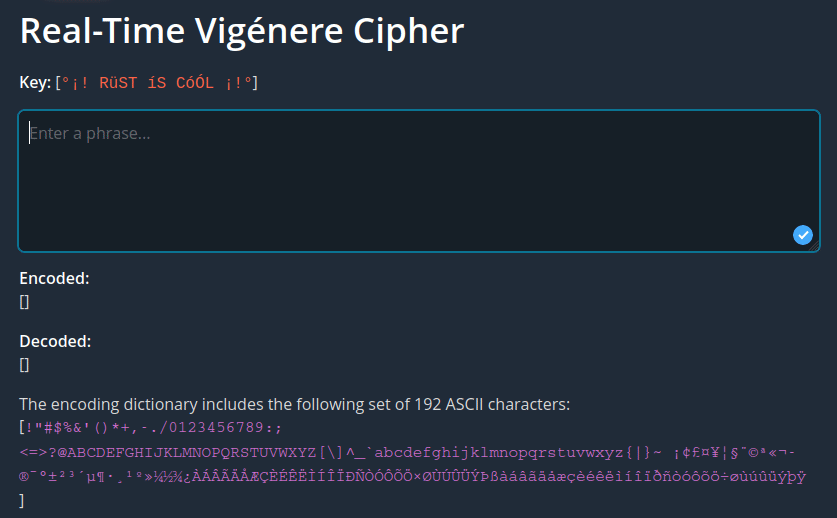 Real-Time Vigénere Cipher
Key: [°¡! RüST íS CóÓL ¡!°]
Enter a phrase...
Encoded:
[]
Decoded:
[]
The encoding dictionary includes the following set of 192 ASCII characters:
[!"#$%&'()*+,-./0123456789:;
<=>?@ABCDEFGHIJKLMNOPQRSTUVWXYZ[\]^_`abcdefghijklmnopqrstuvwxyz{|}~ ¡¢£¤¥¦§¨©ª«¬-
®¯°±²³´µ¶·¸¹º»¼½¾¿ÀÁÂÃÄÅÆÇÈÉÊËÌÍÎÏÐÑÒÓÔÕÖ×ØÙÚÛÜÝÞßàáâãäåæçèéêëìíîïðñòóôõö÷øùúûüýþÿ
]